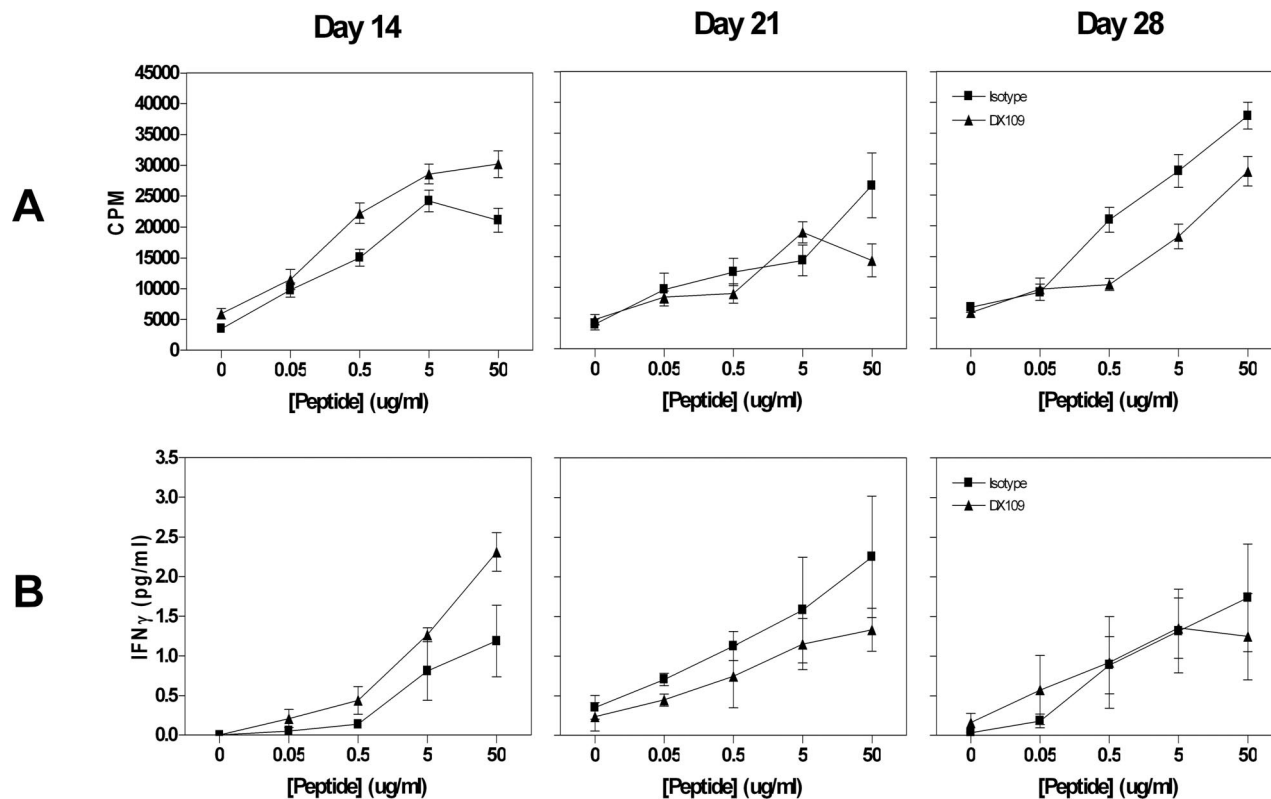 Day 14
Day 21
Day 28
A
CPM
45000
40000
35000
30000
25000
20000
15000
10000
5000
0
Isotype
DX109
0 0.05 0.5 5 50
0 0.05 0.5 5 50
0 0.05 0.5 5 50
[Peptide] (ug/ml)
[Peptide] (ug/ml)
[Peptide] (ug/ml)
B
IFNγ (pg/ml)
3.5
3.0
2.5
2.0
1.5
1.0
0.5
0.0
Isotype
DX109
0 0.05 0.5 5 50
0 0.05 0.5 5 50
0 0.05 0.5 5 50
[Peptide] (ug/ml)
[Peptide] (ug/ml)
[Peptide] (ug/ml)